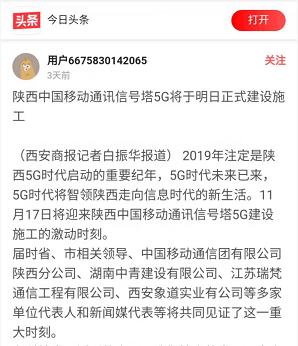 头条 今日头条 打开
用户6675830142065 关注
3天前
陕西中国移动通讯信号塔5G将于明日正式建设施
工
（西安商报记者白振华报道） 2019年注定是陕
西5G时代启动的重要纪年，5G时代未来已来，
5G时代将智领陕西走向信息时代的新生活。11
月17日将迎来陕西中国移动通讯信号塔5G建设
施工的激动时刻。
届时省、市相关领导、中国移动通信团有限公司
陕西分公司、湖南中青建设有限公司、江苏瑞梵
通信工程有限公司、西安象道实业有公司等多家
单位代表人和新闻媒代表等将共同见证了这一重
大时刻。